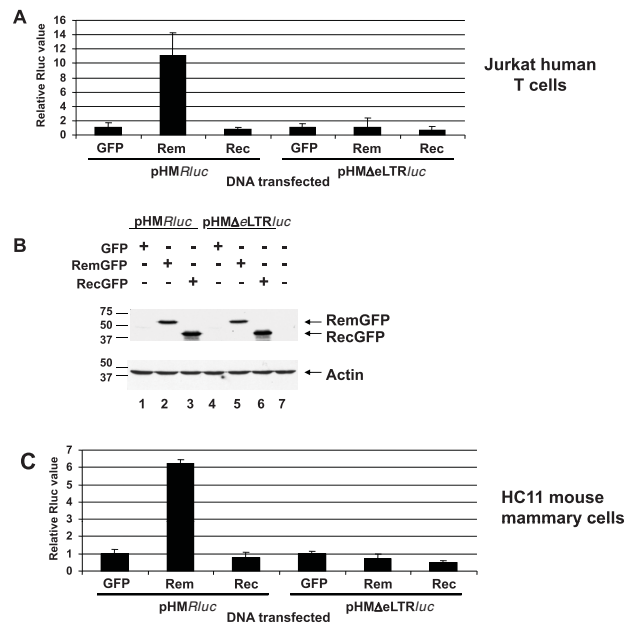 A
Relative Rluc value
16
14
12
10
8
6
4
2
0
GFP Rem Rec GFP Rem Rec
pHMRluc pHMΔeLTRluc
DNA transfected
Jurkat human
T cells
B
pHMRluc pHMΔeLTRluc
GFP + - - + - - -
RemGFP - + - - + - -
RecGFP - - + - - + -
75
50
37
RemGFP
RecGFP
50
37
Actin
1 2 3 4 5 6 7
C
Relative Rluc value
7
6
5
4
3
2
1
0
GFP Rem Rec GFP Rem Rec
pHMRluc pHMΔeLTRluc
DNA transfected
HC11 mouse
mammary cells